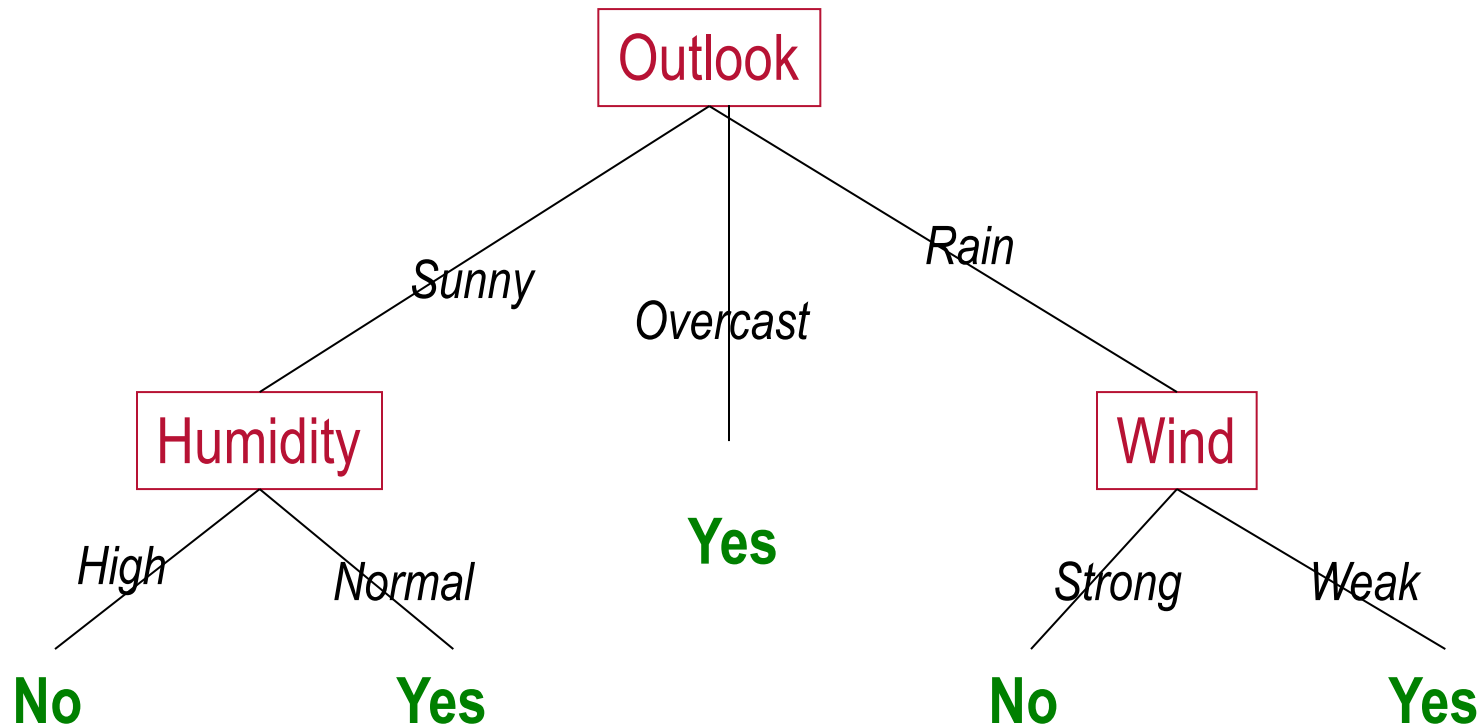 Outlook
Sunny
Overcast
Rain
Humidity
Wind
High
Normal
Yes
Strong
Weak
No
Yes
No
Yes